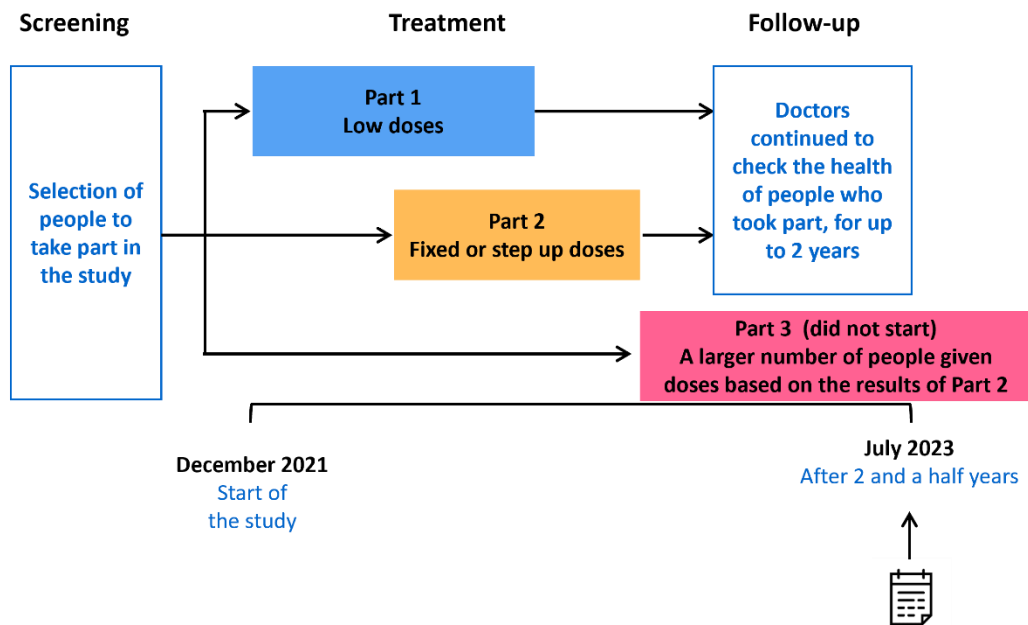 Screening
Treatment
Follow-up
Selection of
people to
take part in
the study
Part 1
Low doses
Part 2
Fixed or step up doses
Doctors
continued to
check the health
of people who
took part, for up
to 2 years
Part 3  (did not start)
A larger number of people given
doses based on the results of Part 2
December 2021
Start of
the study
July 2023
After 2 and a half years